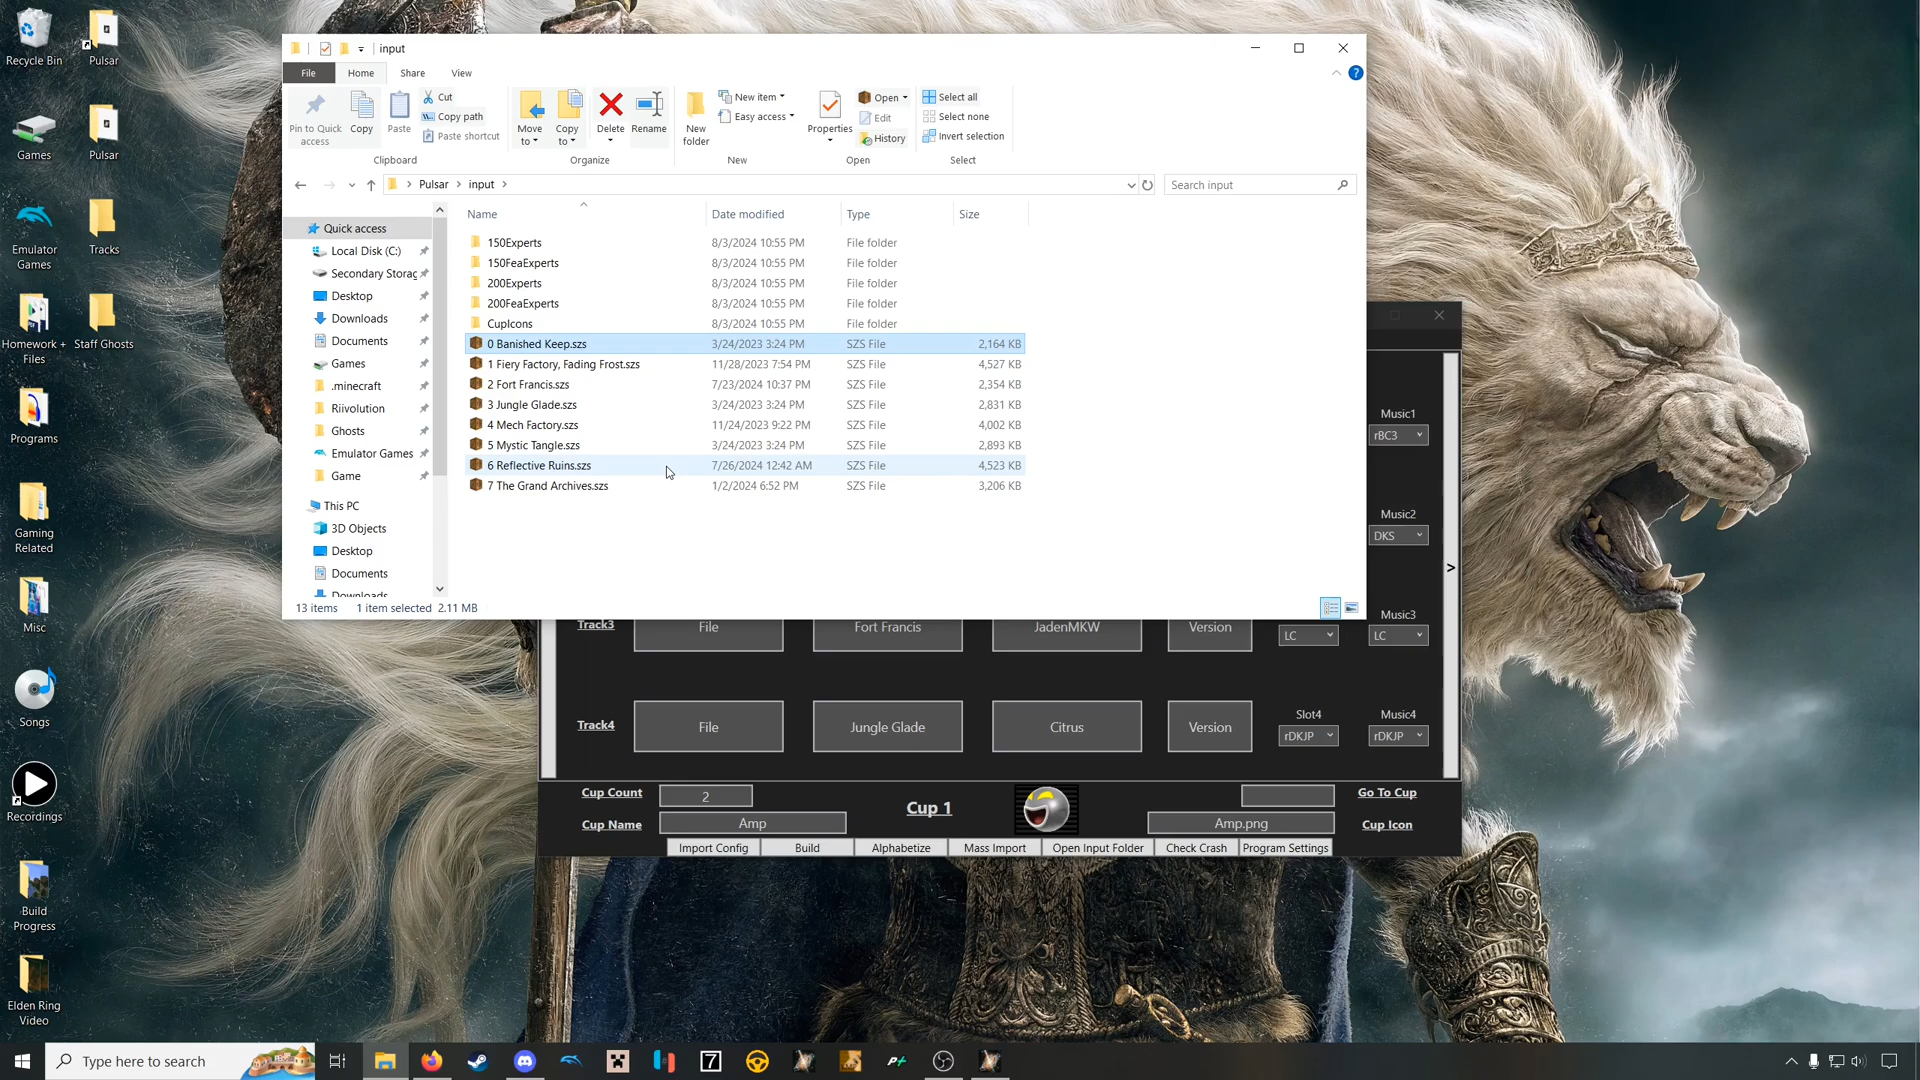 Recycle Bin
Pulsar
Games
Pulsar
Emulator Games
Tracks
Homework + Files
Staff Ghosts
Programs
Gaming Related
Misc
Songs
Recordings
Build Progress
Elden Ring Video
input
File Home Share View
Pin to Quick access
Copy
Paste
Cut
Copy path
Paste shortcut
Clipboard
Move to
Copy to
Delete
Rename
Organize
New folder
New item
Easy access
New
Properties
Open
Edit
History
Open
Select all
Select none
Invert selection
Select
Pulsar > input >
Search input
Quick access
Local Disk (C:)
Secondary Storag
Desktop
Downloads
Documents
Games
.minecraft
Riivolution
Ghosts
Emulator Games
Game
This PC
3D Objects
Desktop
Documents
Downloads
Name Date modified Type Size
150Experts 8/3/2024 10:55 PM File folder
150FeaExperts 8/3/2024 10:55 PM File folder
200Experts 8/3/2024 10:55 PM File folder
200FeaExperts 8/3/2024 10:55 PM File folder
CupIcons 8/3/2024 10:55 PM File folder
0 Banished Keep.szs 3/24/2023 3:24 PM SZS File 2,164 KB
1 Fiery Factory, Fading Frost.szs 11/28/2023 7:54 PM SZS File 4,527 KB
2 Fort Francis.szs 7/23/2024 10:37 PM SZS File 2,354 KB
3 Jungle Glade.szs 3/24/2023 3:24 PM SZS File 2,831 KB
4 Mech Factory.szs 11/24/2023 9:22 PM SZS File 4,002 KB
5 Mystic Tangle.szs 3/24/2023 3:24 PM SZS File 2,893 KB
6 Reflective Ruins.szs 7/26/2024 12:42 AM SZS File 4,523 KB
7 The Grand Archives.szs 1/2/2024 6:52 PM SZS File 3,206 KB
13 items 1 item selected 2.11 MB
Music1
rBC3
Music2
DKS
>
Music3
Track3 File Fort Francis JadenMKW Version LC LC
Slot4 Music4
Track4 File Jungle Glade Citrus Version rDKJP rDKJP
Cup Count 2 Cup 1 Go To Cup
Cup Name Amp Amp.png Cup Icon
Import Config Build Alphabetize Mass Import Open Input Folder Check Crash Program Settings
Type here to search